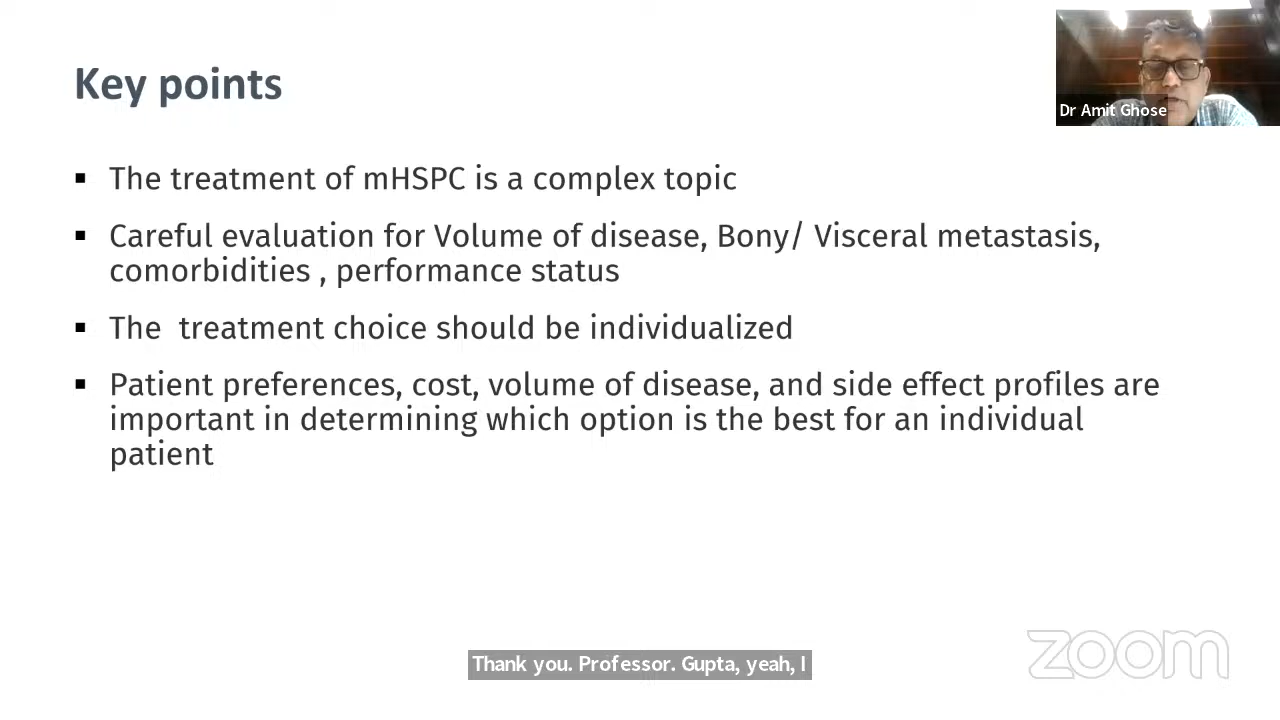 Key points
Dr Amit Ghose
▪ The treatment of mHSPC is a complex topic
▪ Careful evaluation for Volume of disease, Bony/ Visceral metastasis,
comorbidities , performance status
▪ The  treatment choice should be individualized
▪ Patient preferences, cost, volume of disease, and side effect profiles are
important in determining which option is the best for an individual
patient
zoom
Thank you. Professor. Gupta, yeah, I